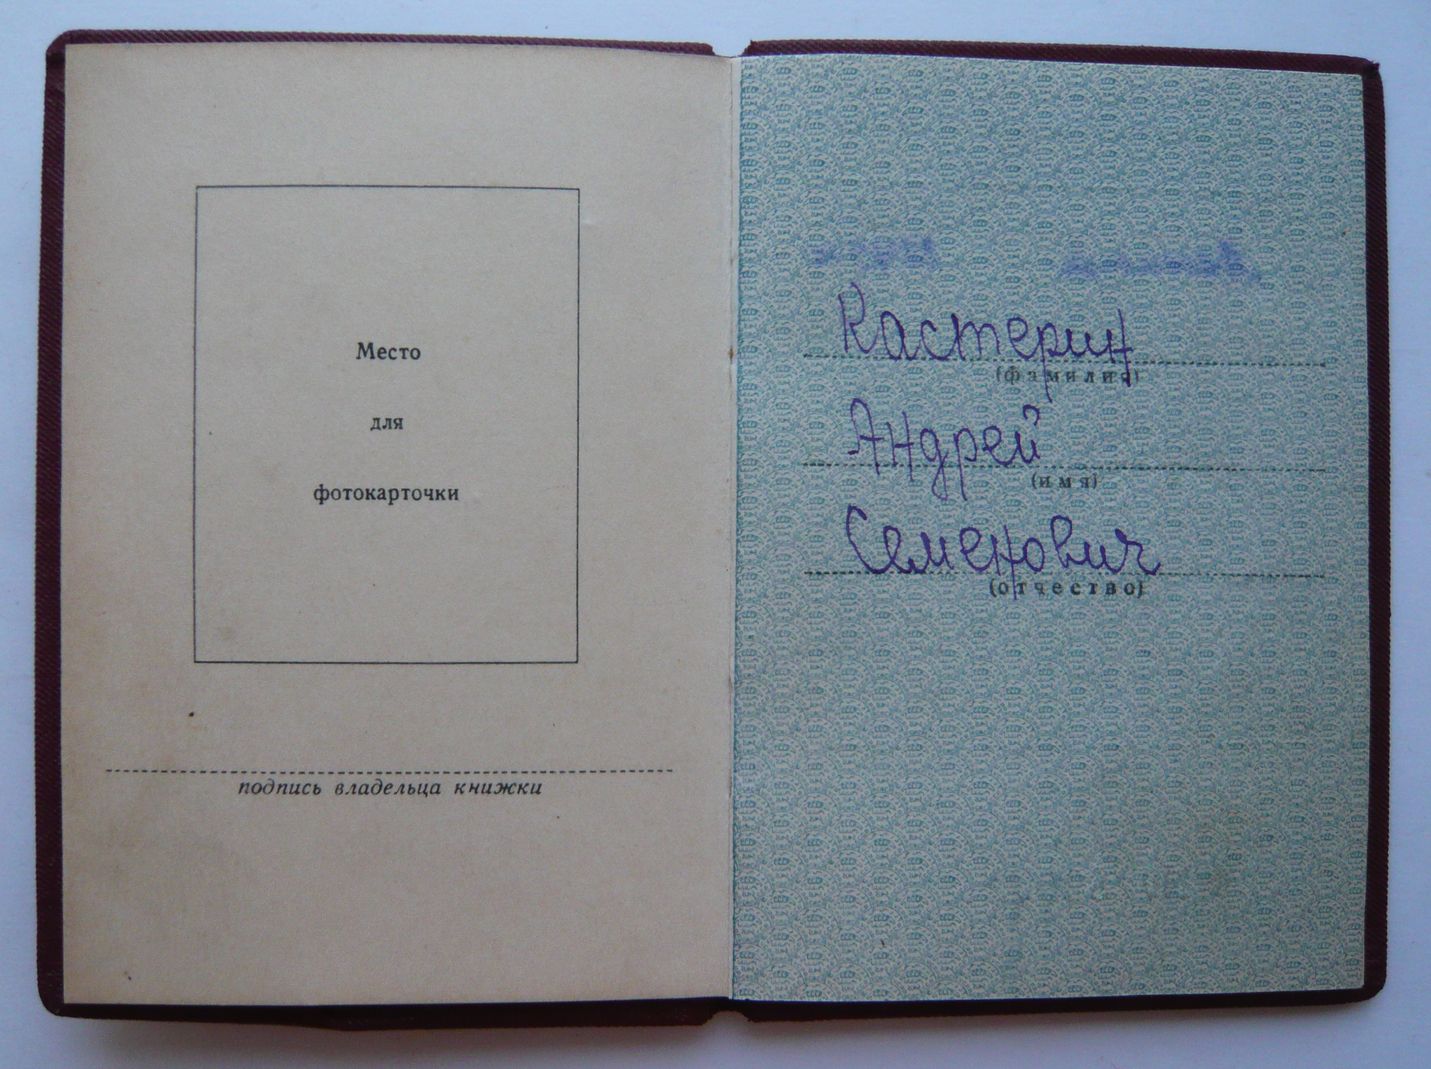 Место
для
фотокарточки
подпись владельца книжки
Кастерин
(фамилия)
Андрей
(имя)
Семенович
(отчество)